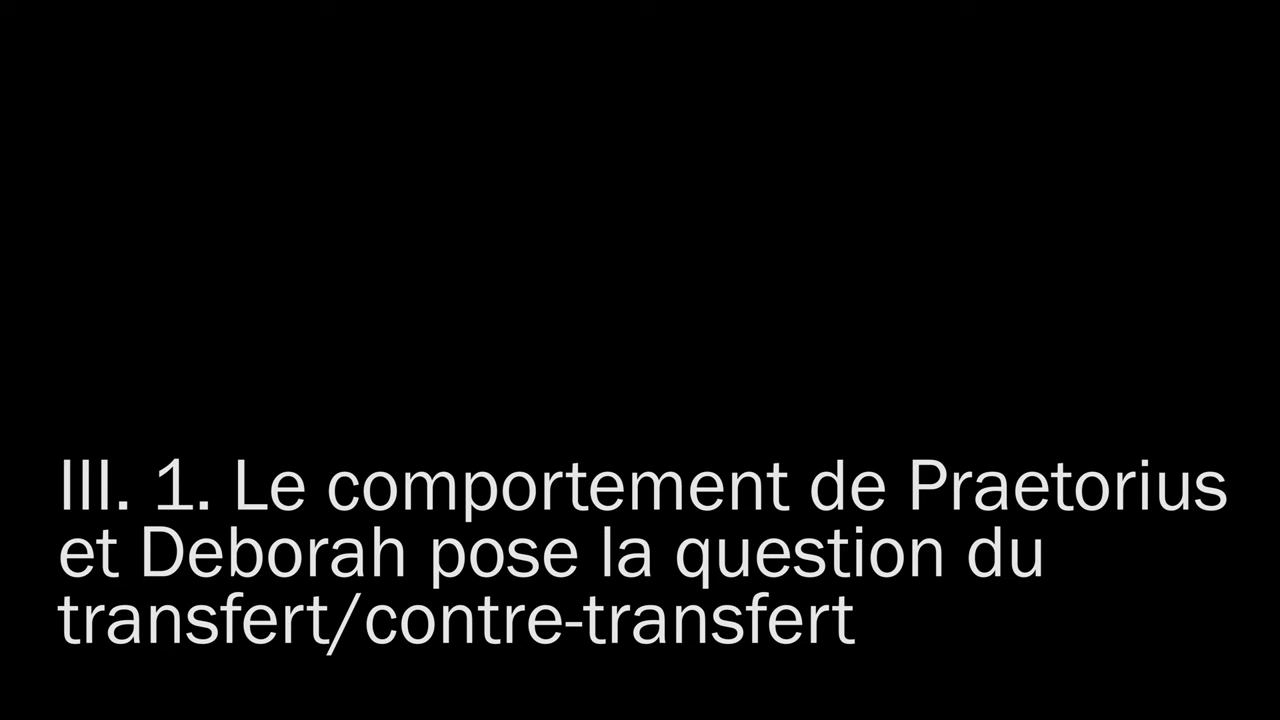 III. 1. Le comportement de Praetorius
et Deborah pose la question du
transfert/contre-transfert